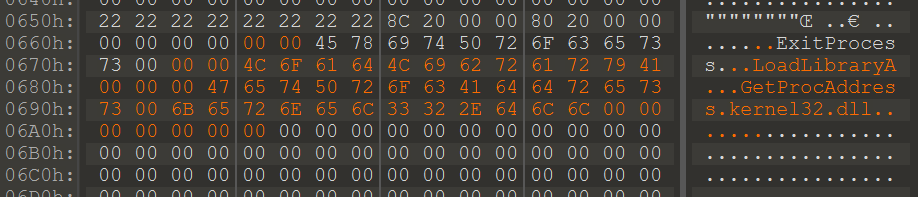 0650h: 22 22 22 22 22 22 22 22 8C 20 00 00 80 20 00 00 """"""""Œ ..€ ..
0660h: 00 00 00 00 00 00 45 78 69 74 50 72 6F 63 65 73 ......ExitProces
0670h: 73 00 00 00 4C 6F 61 64 4C 69 62 72 61 72 79 41 s...LoadLibraryA
0680h: 00 00 00 47 65 74 50 72 6F 63 41 64 64 72 65 73 ...GetProcAddres
0690h: 73 00 6B 65 72 6E 65 6C 33 32 2E 64 6C 6C 00 00 s.kernel32.dll..
06A0h: 00 00 00 00 00 00 00 00 00 00 00 00 00 00 00 00 ................
06B0h: 00 00 00 00 00 00 00 00 00 00 00 00 00 00 00 00 ................
06C0h: 00 00 00 00 00 00 00 00 00 00 00 00 00 00 00 00 ................